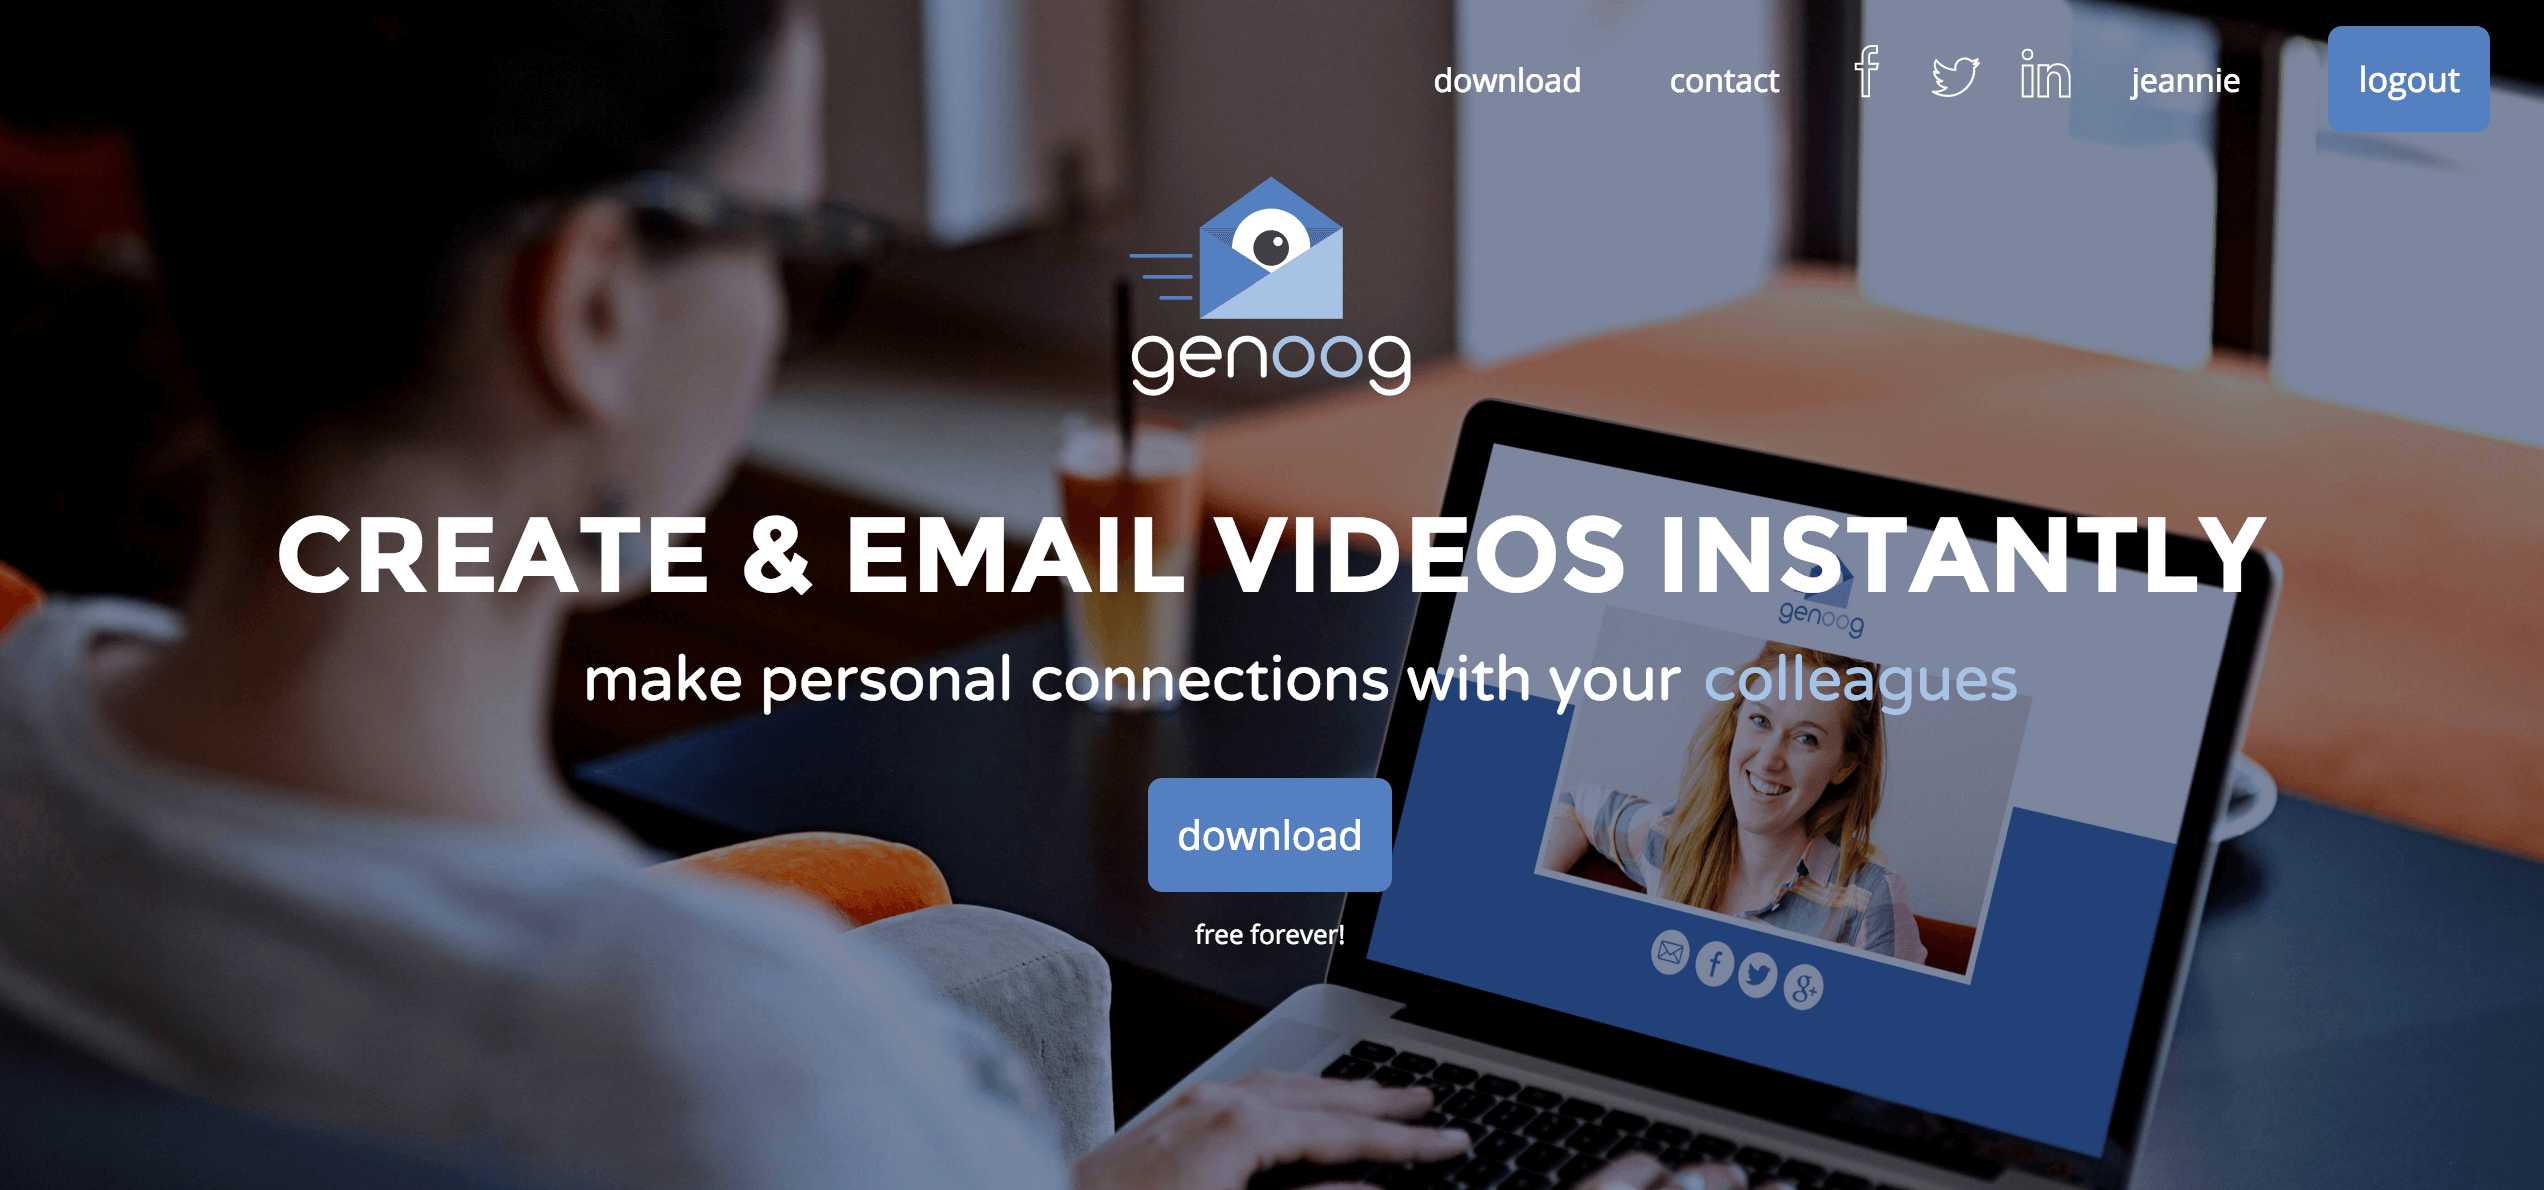 download contact jeannie logout
genoog
CREATE & EMAIL VIDEOS INSTANTLY
genoog
make personal connections with your colleagues
download
free forever!